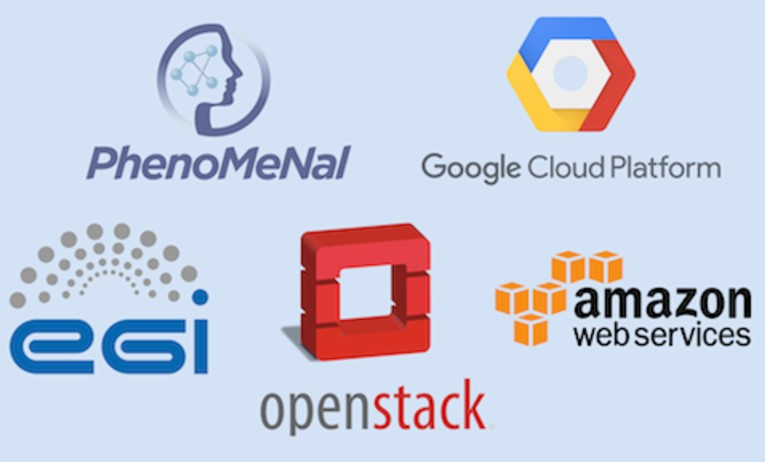 PhenoMeNal
Google Cloud Platform
egi
openstack
amazon
web services